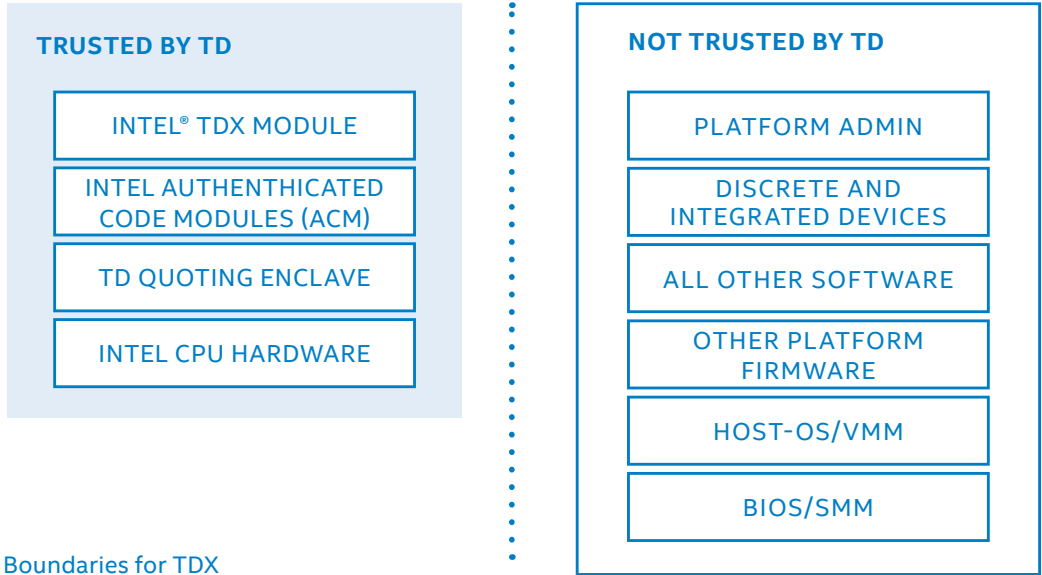 TRUSTED BY TD
INTEL® TDX MODULE
INTEL AUTHENTHICATED
CODE MODULES (ACM)
TD QUOTING ENCLAVE
INTEL CPU HARDWARE
NOT TRUSTED BY TD
PLATFORM ADMIN
DISCRETE AND
INTEGRATED DEVICES
ALL OTHER SOFTWARE
OTHER PLATFORM
FIRMWARE
HOST-OS/VMM
BIOS/SMM
Boundaries for TDX